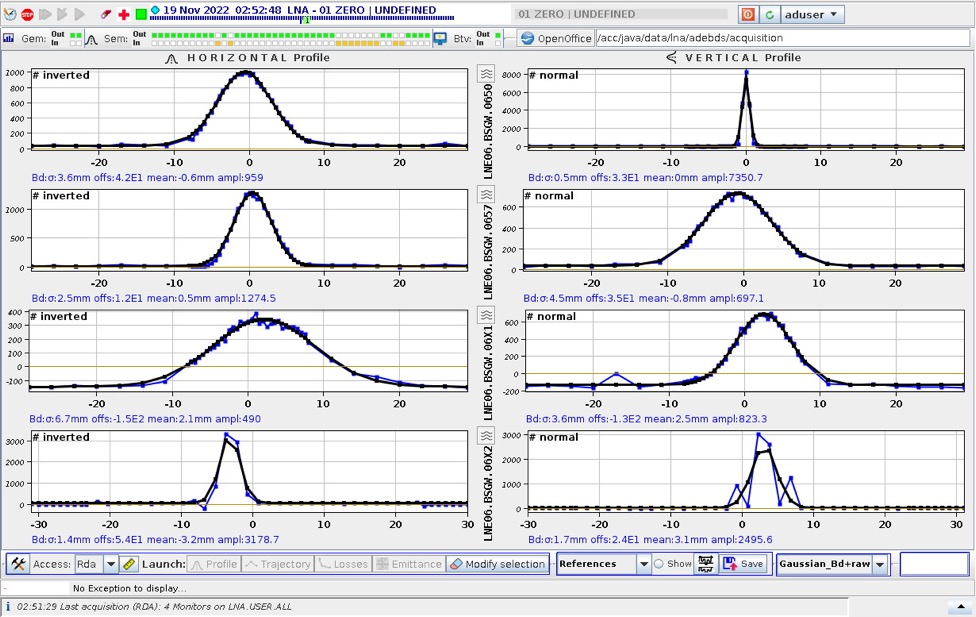 STOP 19 Nov 2022 02:52:48 LNA - 01 ZERO | UNDEFINED 01 ZERO | UNDEFINED aduser
Gem: Out In Sem: Out In Btv: Out In OpenOffice /acc/java/data/lna/adebds/acquisition
HORIZONTAL Profile VERTICAL Profile
# inverted
1000
800
600
400
200
0
-20 -10 0 10 20
Bd:σ:3.6mm offs:4.2E1 mean:-0.6mm ampl:959
LNE06.BSGW.0650
# normal
8000
6000
4000
2000
0
-20 -10 0 10 20
Bd:σ:0.5mm offs:3.3E1 mean:0mm ampl:7350.7
# inverted
1000
500
0
-20 -10 0 10 20
Bd:σ:2.5mm offs:1.2E1 mean:0.5mm ampl:1274.5
LNE06.BSGW.0657
# normal
600
400
200
0
-20 -10 0 10 20
Bd:σ:4.5mm offs:3.5E1 mean:-0.8mm ampl:697.1
# inverted
400
300
200
100
0
-200
-20 -10 0 10 20
Bd:σ:6.7mm offs:-1.5E2 mean:2.1mm ampl:490
LNE06.BSGW.06X1
# normal
600
400
200
0
-200
-20 -10 0 10 20
Bd:σ:3.6mm offs:-1.3E2 mean:2.5mm ampl:823.3
# inverted
3000
2000
1000
0
-30 -20 -10 0 10 20 30
Bd:σ:1.4mm offs:5.4E1 mean:-3.2mm ampl:3178.7
LNE06.BSGW.06X2
# normal
3000
2000
1000
0
-30 -20 -10 0 10 20 30
Bd:σ:1.7mm offs:2.4E1 mean:3.1mm ampl:2495.6
Access: Rda Launch: Profile Trajectory Losses Emittance Modify selection References Show Save Gaussian_Bd+raw
- No Exception to display...
02:51:29 Last acquisition (RDA): 4 Monitors on LNA.USER.ALL